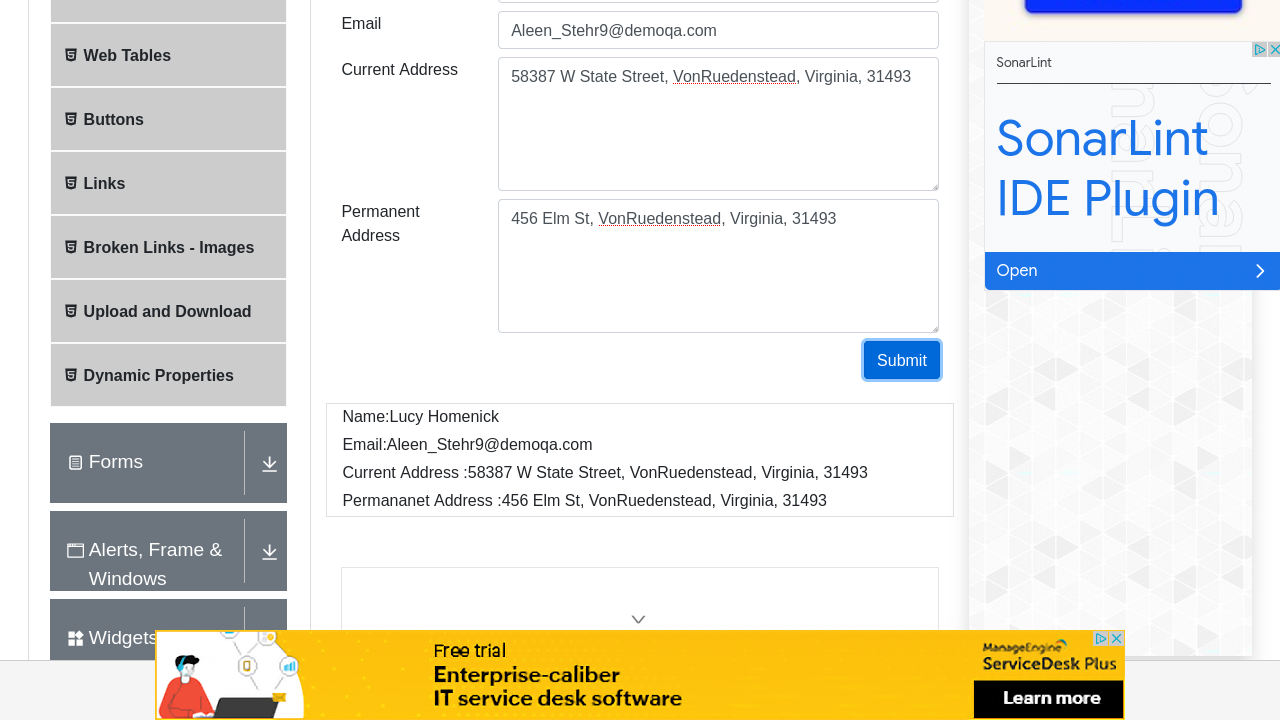 Web Tables
Buttons
Links
Broken Links - Images
Upload and Download
Dynamic Properties
Forms
Alerts, Frame &
Windows
Widgets
Email
Aleen_Stehr9@demoqa.com
Current Address
58387 W State Street, VonRuedenstead, Virginia, 31493
Permanent
Address
456 Elm St, VonRuedenstead, Virginia, 31493
Submit
Name:Lucy Homenick
Email:Aleen_Stehr9@demoqa.com
Current Address :58387 W State Street, VonRuedenstead, Virginia, 31493
Permananet Address :456 Elm St, VonRuedenstead, Virginia, 31493
SonarLint
SonarLint
IDE Plugin
Open
Free trial
Enterprise-caliber
IT service desk software
ManageEngine
ServiceDesk Plus
Learn more